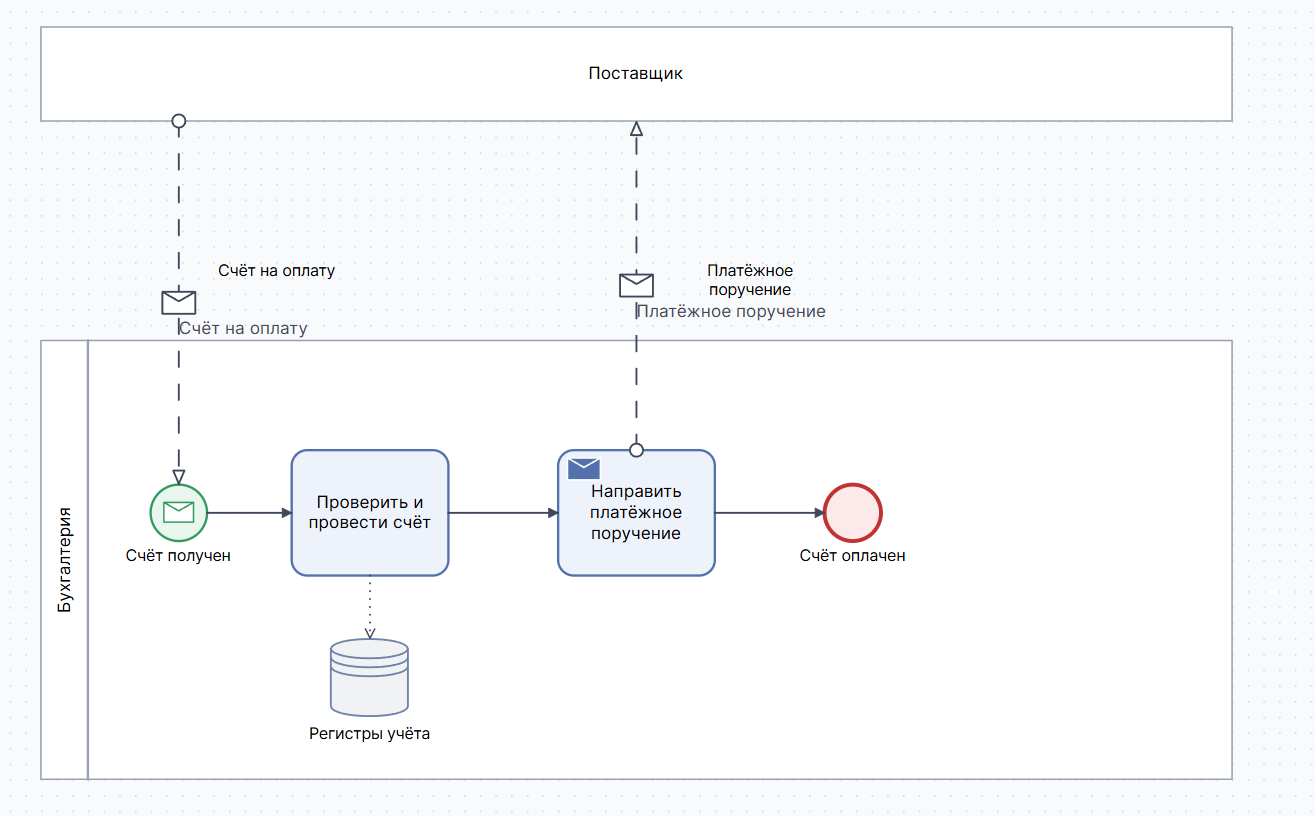 Поставщик
Счёт на оплату
Счёт на оплату
Платёжное
поручение
Платёжное поручение
Бухгалтерия
Счёт получен
Проверить и
провести счёт
Направить
платёжное
поручение
Счёт оплачен
Регистры учёта